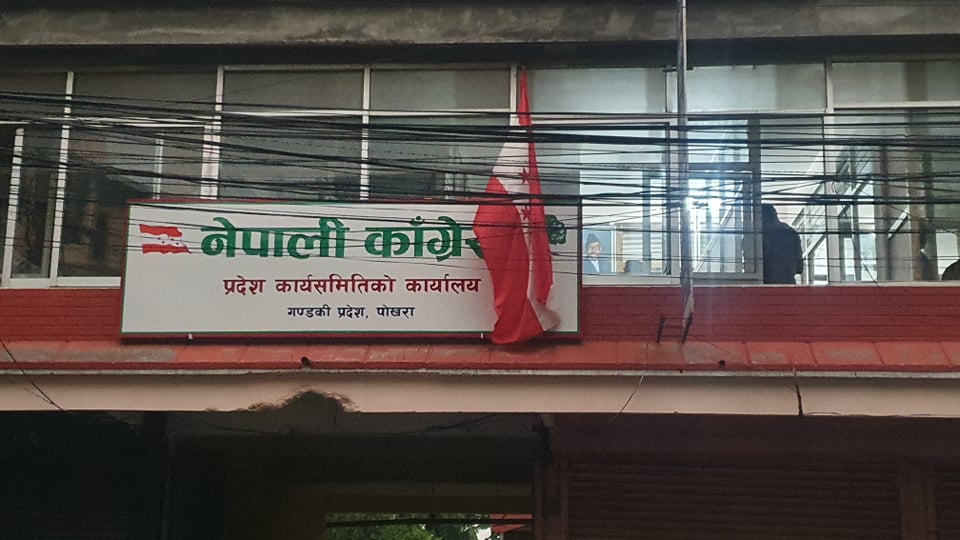 नेपाली काँग्रेस
प्रदेश कार्यसमितिको कार्यालय
गण्डकी प्रदेश, पोखरा